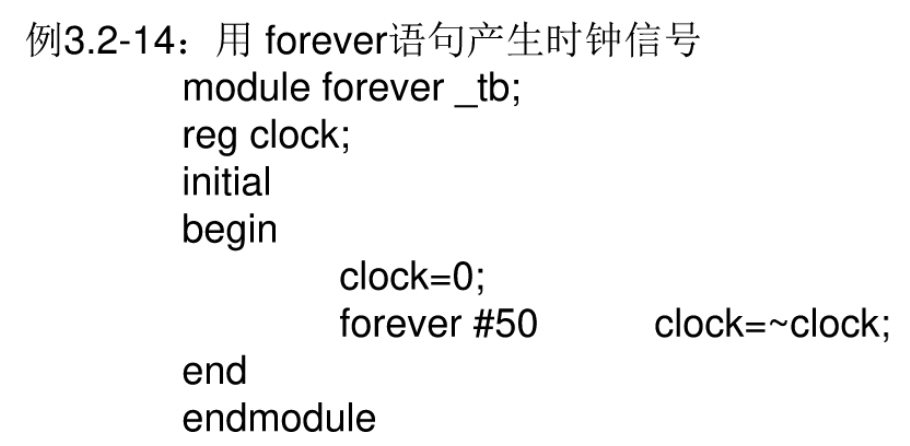 例3.2-14：用 forever语句产生时钟信号
module forever _tb;
reg clock;
initial
begin
clock=0;
forever #50 clock=~clock;
end
endmodule